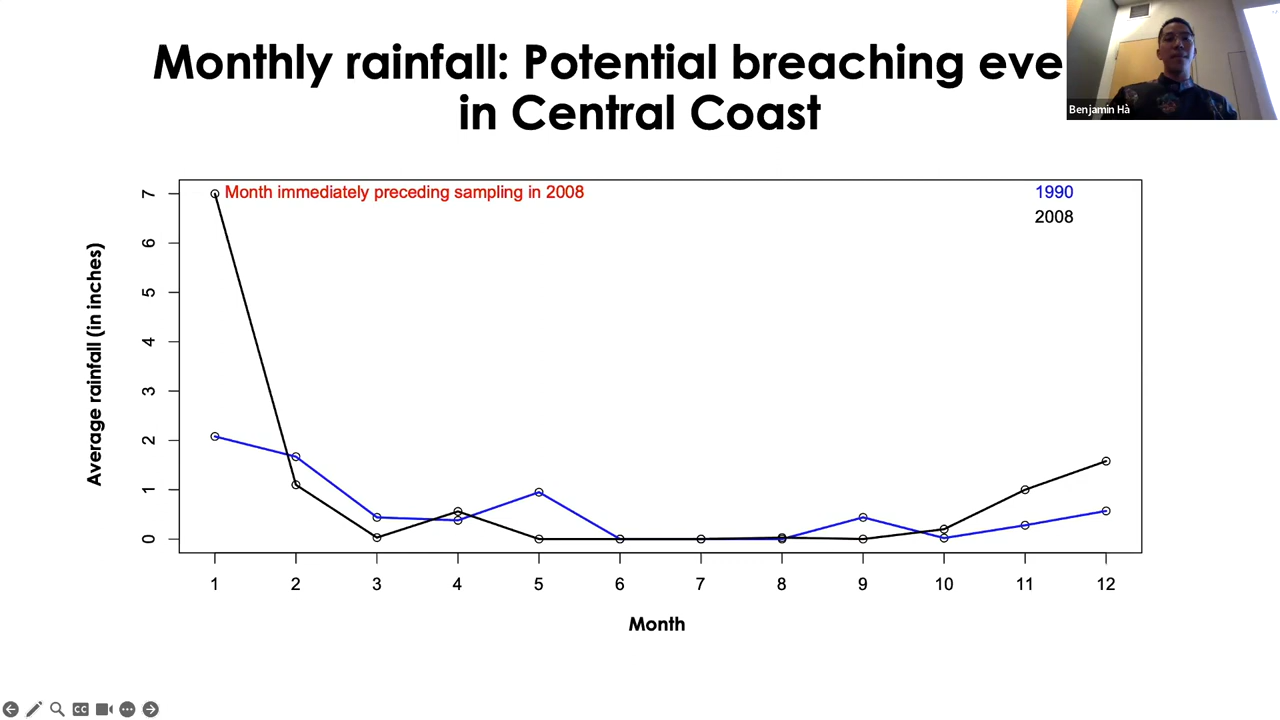 Monthly rainfall: Potential breaching eve
in Central Coast
Benjamin Hà
Month immediately preceding sampling in 2008
1990
2008
Average rainfall (in inches)
7
6
5
4
3
2
1
0
1 2 3 4 5 6 7 8 9 10 11 12
Month
CC